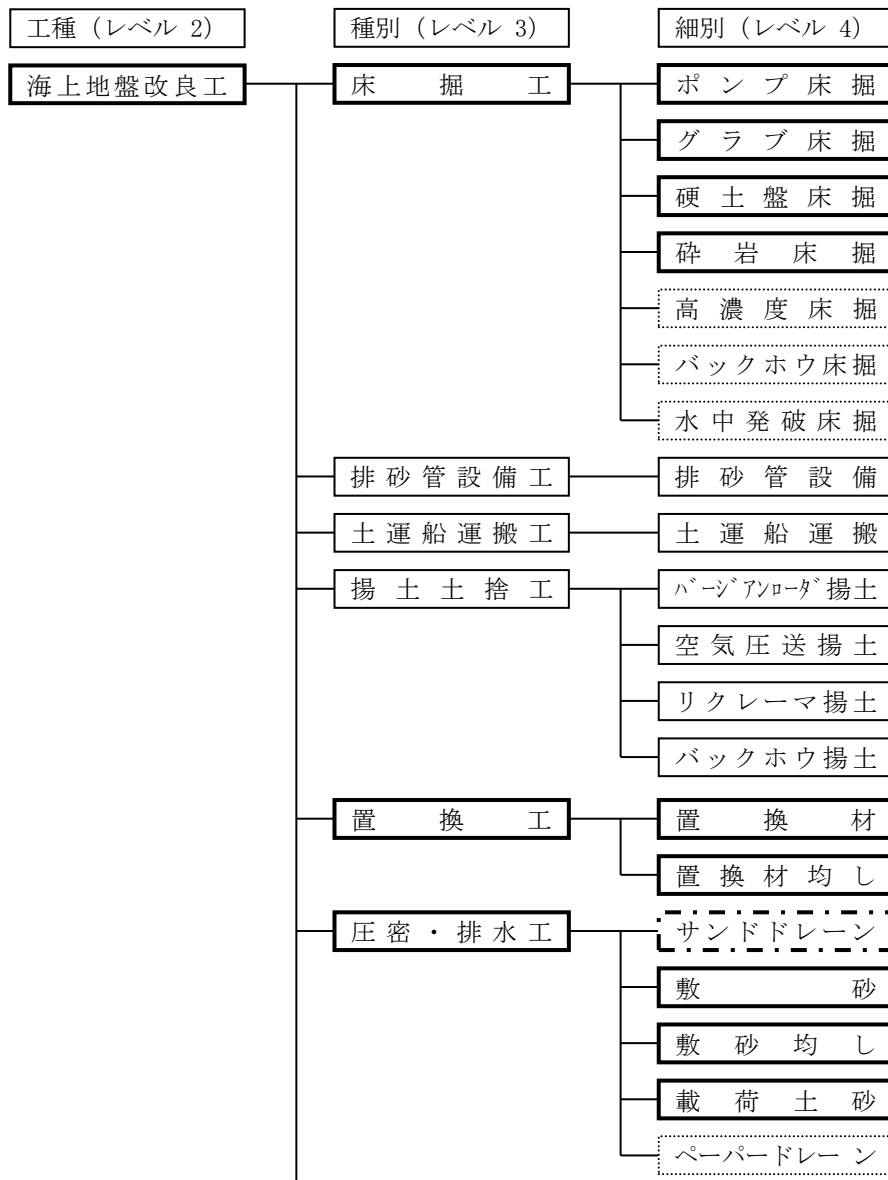 工種（レベル 2） 種別（レベル 3） 細別（レベル 4）
海上地盤改良工 床掘工 ポンプ床掘
グラブ床掘
硬土盤床掘
砕岩床掘
高濃度床掘
バックホウ床掘
水中発破床掘
排砂管設備工 排砂管設備
土運船運搬工 土運船運搬
揚土土捨工 ﾊﾞｰｼﾞｱﾝﾛｰﾀﾞ揚土
空気圧送揚土
リクレーマ揚土
バックホウ揚土
置換工 置換材
置換材均し
圧密・排水工 サンドドレーン
敷砂
敷砂均し
載荷土砂
ペーパードレーン